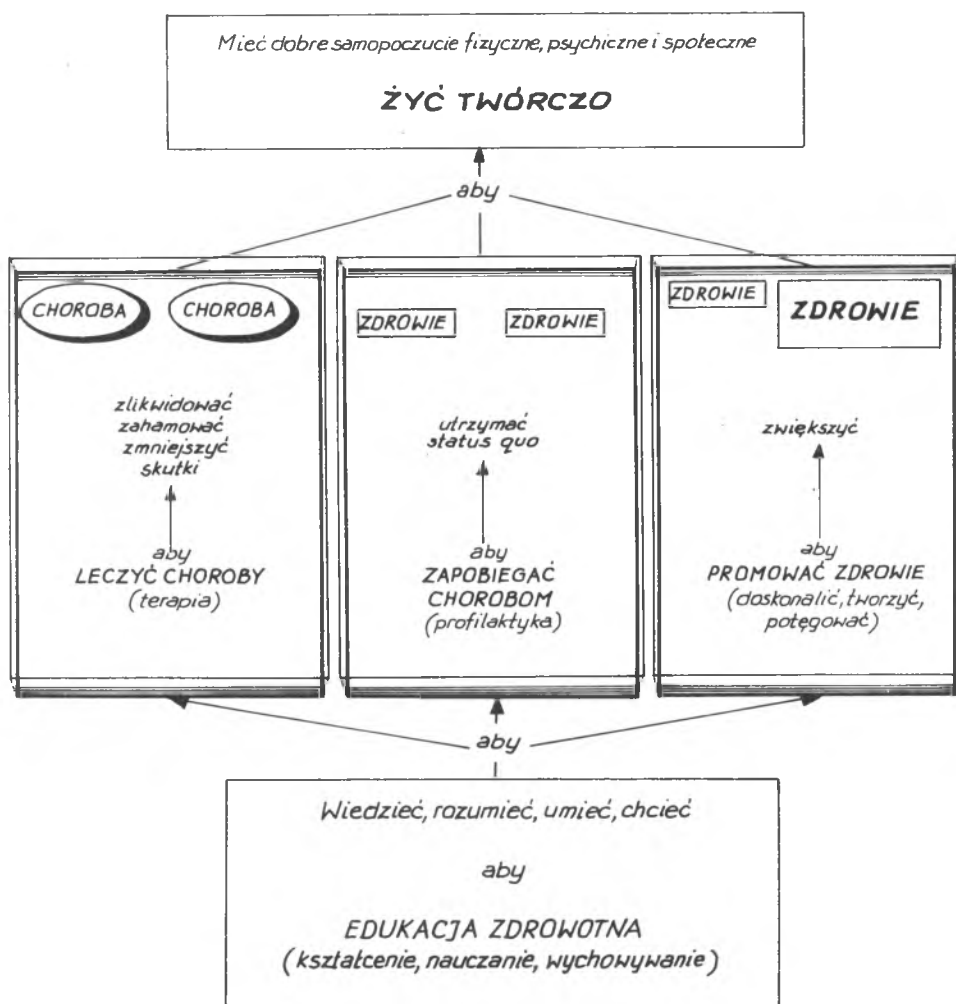 Mieć dobre samopoczucie fizyczne, psychiczne i społeczne
ŻYĆ TWÓRCZO
aby
CHOROBA
CHOROBA
zlikwidować
zahamować
zmniejszyć
skutki
aby
LECZYĆ CHOROBY
(terapia)
ZDROWIE
ZDROWIE
utrzymać
status quo
aby
ZAPOBIEGAĆ
CHOROBOM
(profilaktyka)
ZDROWIE
ZDROWIE
zwiększyć
aby
PROMOWAĆ ZDROWIE
(doskonalić, tworzyć,
potęgować)
aby
Wiedzieć, rozumieć, umieć, chcieć
aby
EDUKACJA ZDROWOTNA
(kształcenie, nauczanie, wychowywanie)